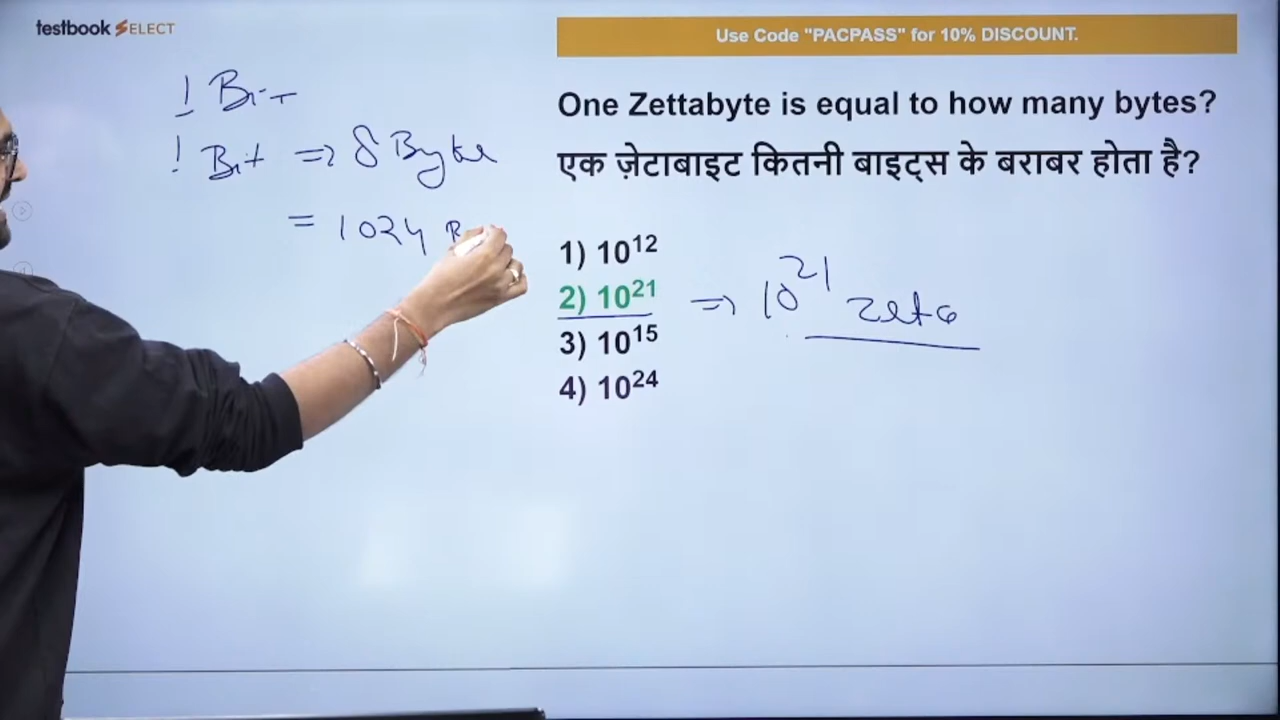 testbook SELECT
Use Code "PACPASS" for 10% DISCOUNT.
One Zettabyte is equal to how many bytes?
एक ज़ेटाबाइट कितनी बाइट्स के बराबर होता है?
1) 10¹²
2) 10²¹
3) 10¹⁵
4) 10²⁴
1 Bit
1 Bit => 8 Byte
= 1024 B
=> 10²¹ zeta